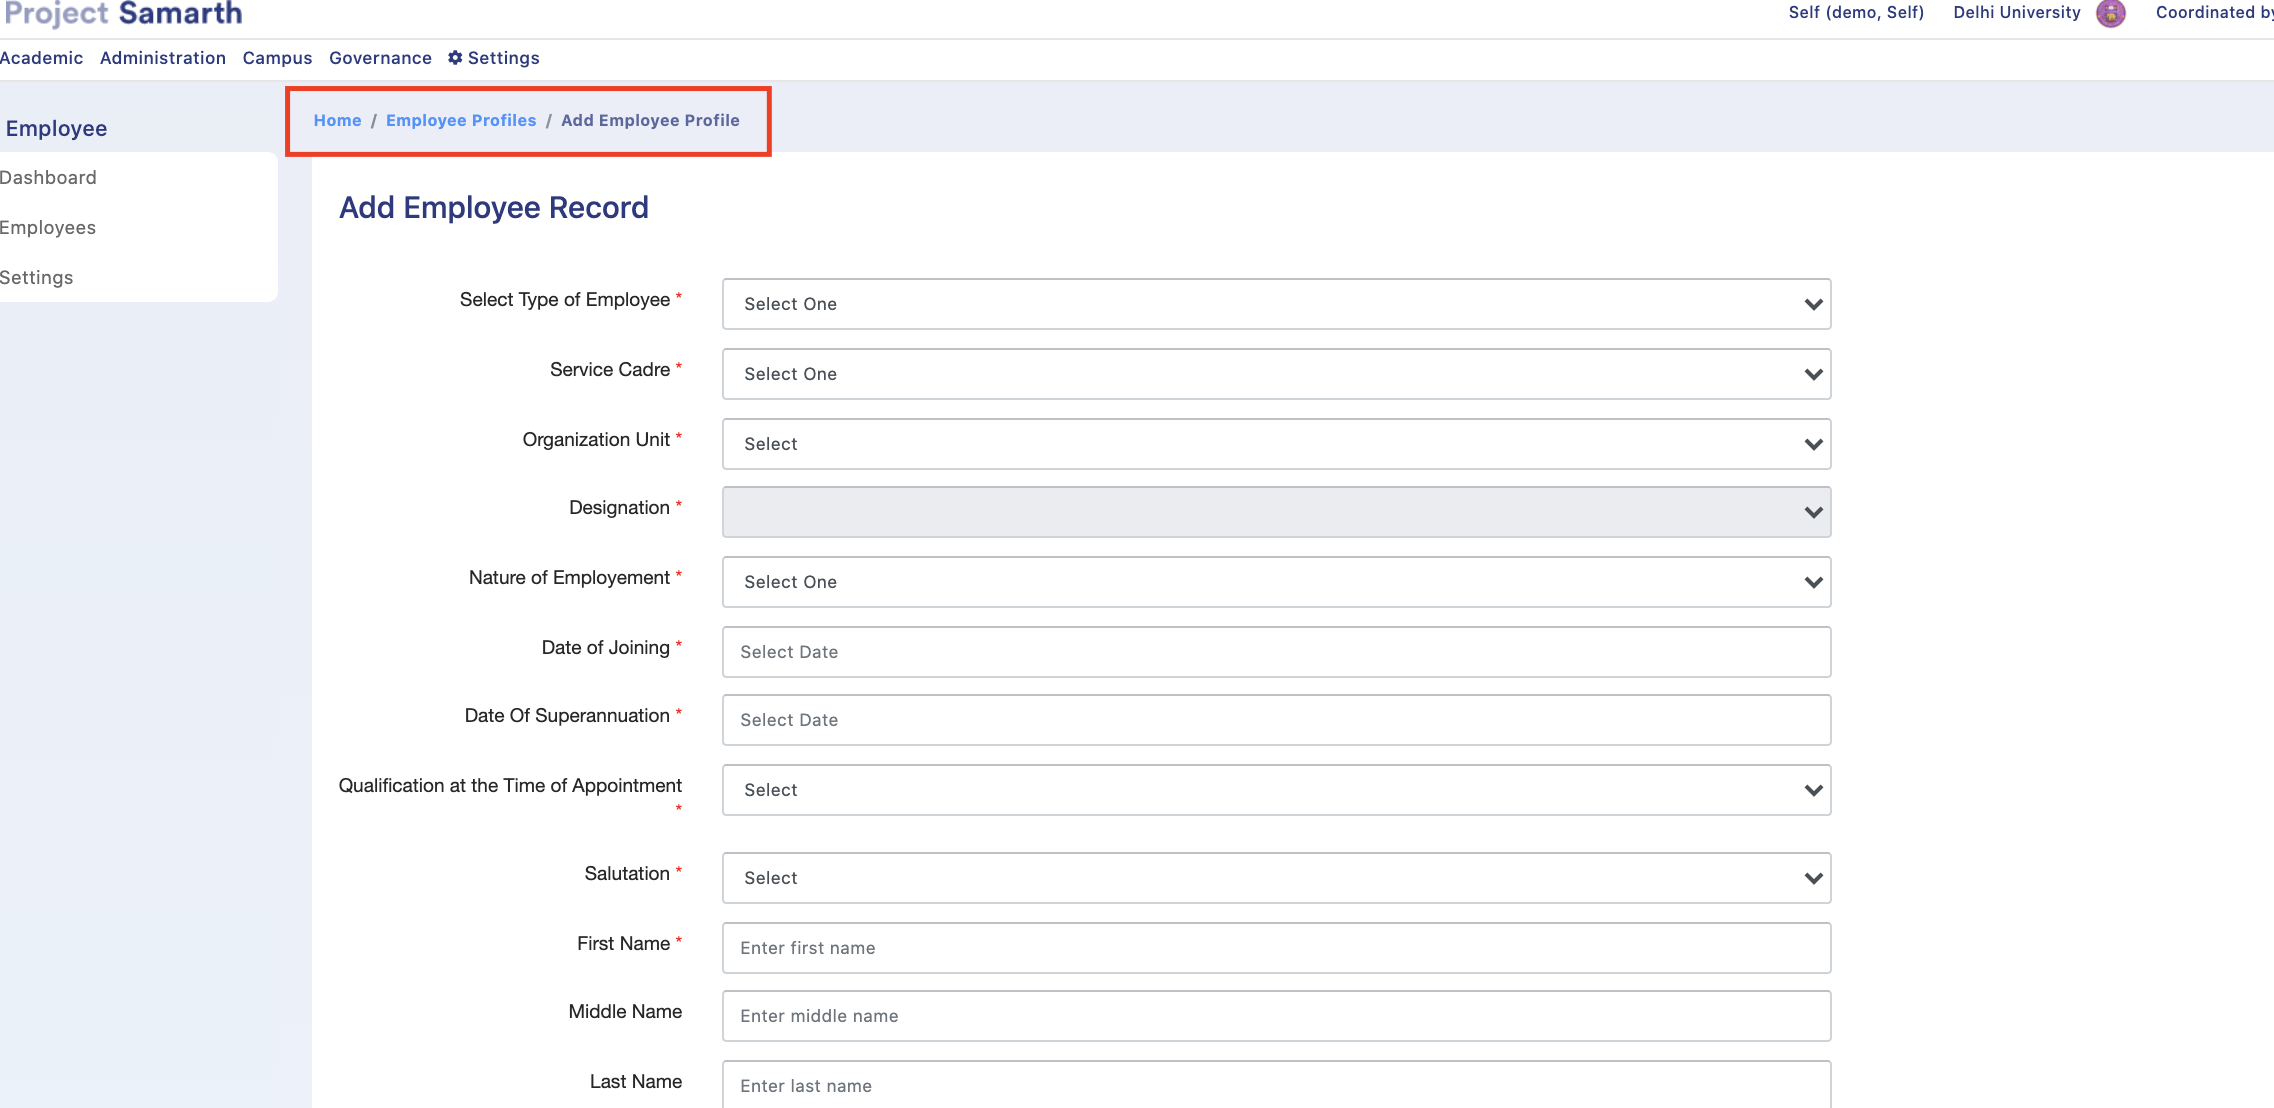 Project Samarth
Self (demo, Self) Delhi University Coordinated by
Academic Administration Campus Governance Settings
Employee
Dashboard
Employees
Settings
Home / Employee Profiles / Add Employee Profile
Add Employee Record
Select Type of Employee * Select One
Service Cadre * Select One
Organization Unit * Select
Designation *
Nature of Employement * Select One
Date of Joining * Select Date
Date Of Superannuation * Select Date
Qualification at the Time of Appointment * Select
Salutation * Select
First Name * Enter first name
Middle Name Enter middle name
Last Name Enter last name